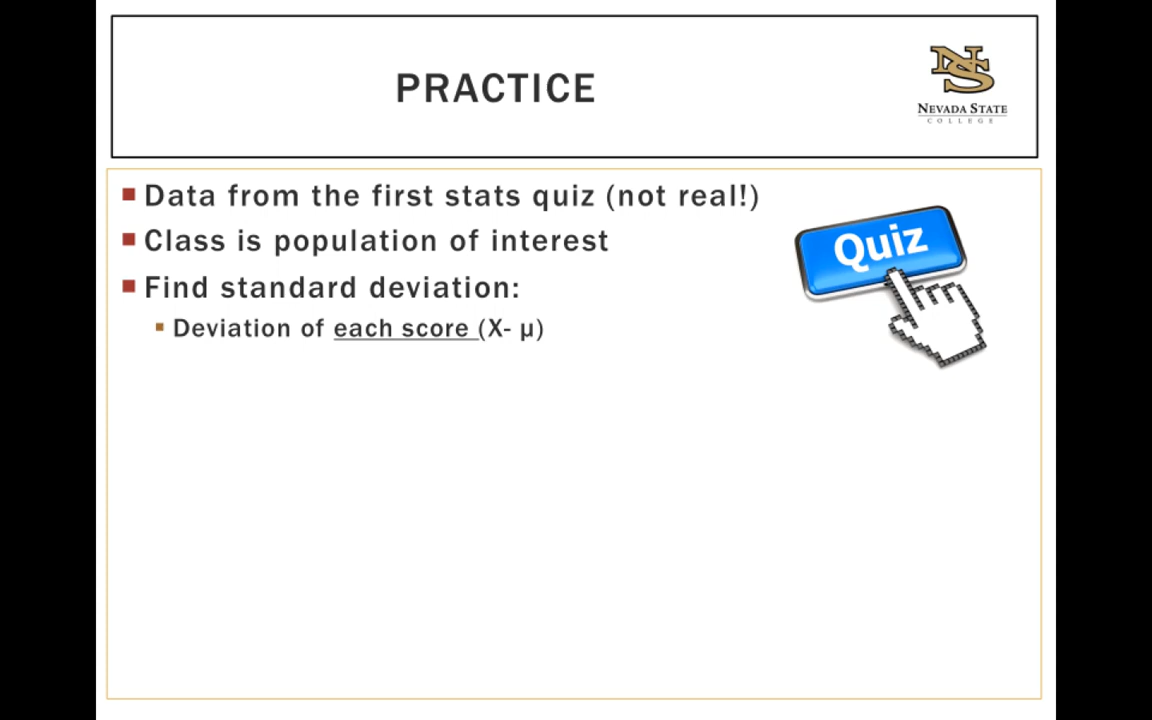 PRACTICE
NS
NEVADA STATE
COLLEGE
Data from the first stats quiz (not real!)
Class is population of interest
Find standard deviation:
Deviation of each score (X- μ)
Quiz